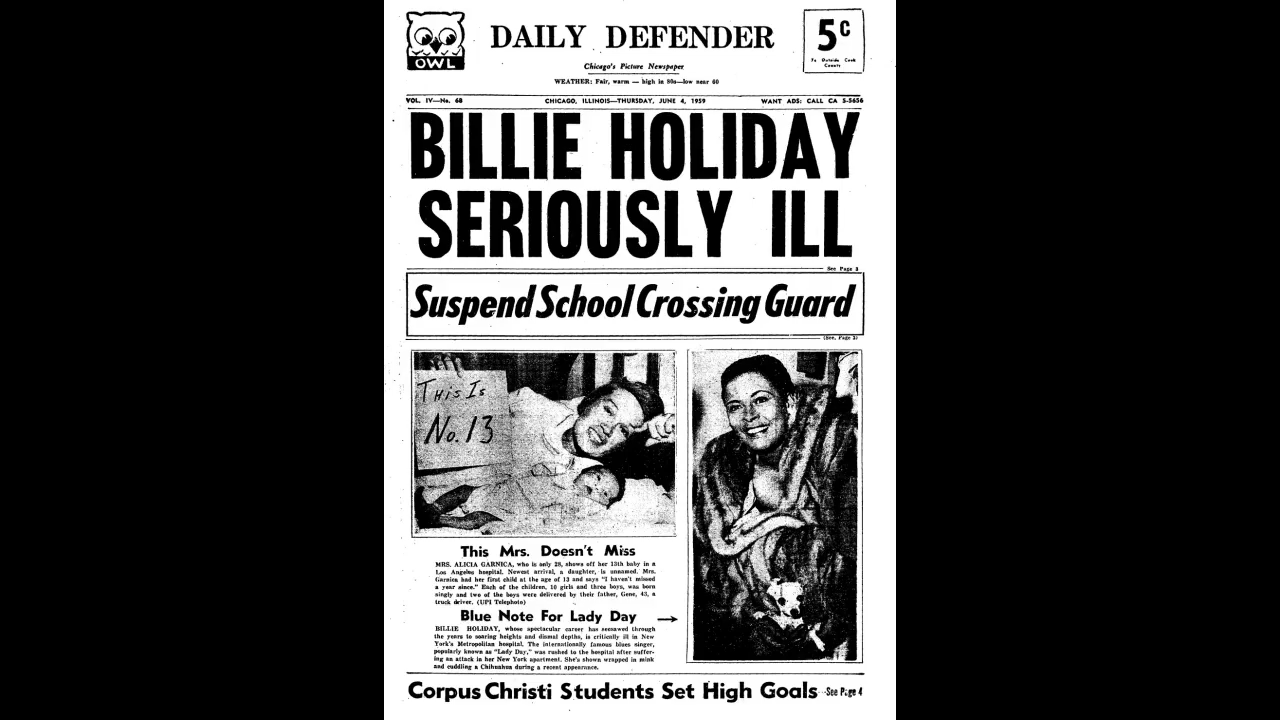 OWL
DAILY DEFENDER
5¢
7c Outside Cook
County
Chicago's Picture Newspaper
WEATHER: Fair, warm — high in 80s—low near 60
VOL. IV—No. 68 CHICAGO, ILLINOIS—THURSDAY, JUNE 4, 1959 WANT ADS: CALL CA 5-5656
BILLIE HOLIDAY
SERIOUSLY ILL
See Page 3
Suspend School Crossing Guard
(See, Page 3)
This Is
No. 13
This Mrs. Doesn't Miss
MRS. ALICIA GARNICA, who is only 28, shows off her 13th baby in a
Los Angeles hospital. Newest arrival, a daughter, is unnamed. Mrs.
Garnica had her first child at the age of 13 and says "I haven't missed
a year since." Each of the children, 10 girls and three boys, was born
singly and two of the boys were delivered by their father, Gene, 43, a
truck driver. (UPI Telephoto)
Blue Note For Lady Day
BILLIE HOLIDAY, whose spectacular career has seesawed through
the years to soaring heights and dismal depths, is critically ill in New
York's Metropolitan hospital. The internationally famous blues singer,
popularly known as "Lady Day," was rushed to the hospital after suffer-
ing an attack in her New York apartment. She's shown wrapped in mink
and cuddling a Chihuahua during a recent appearance.
Corpus Christi Students Set High Goals --See Page 4